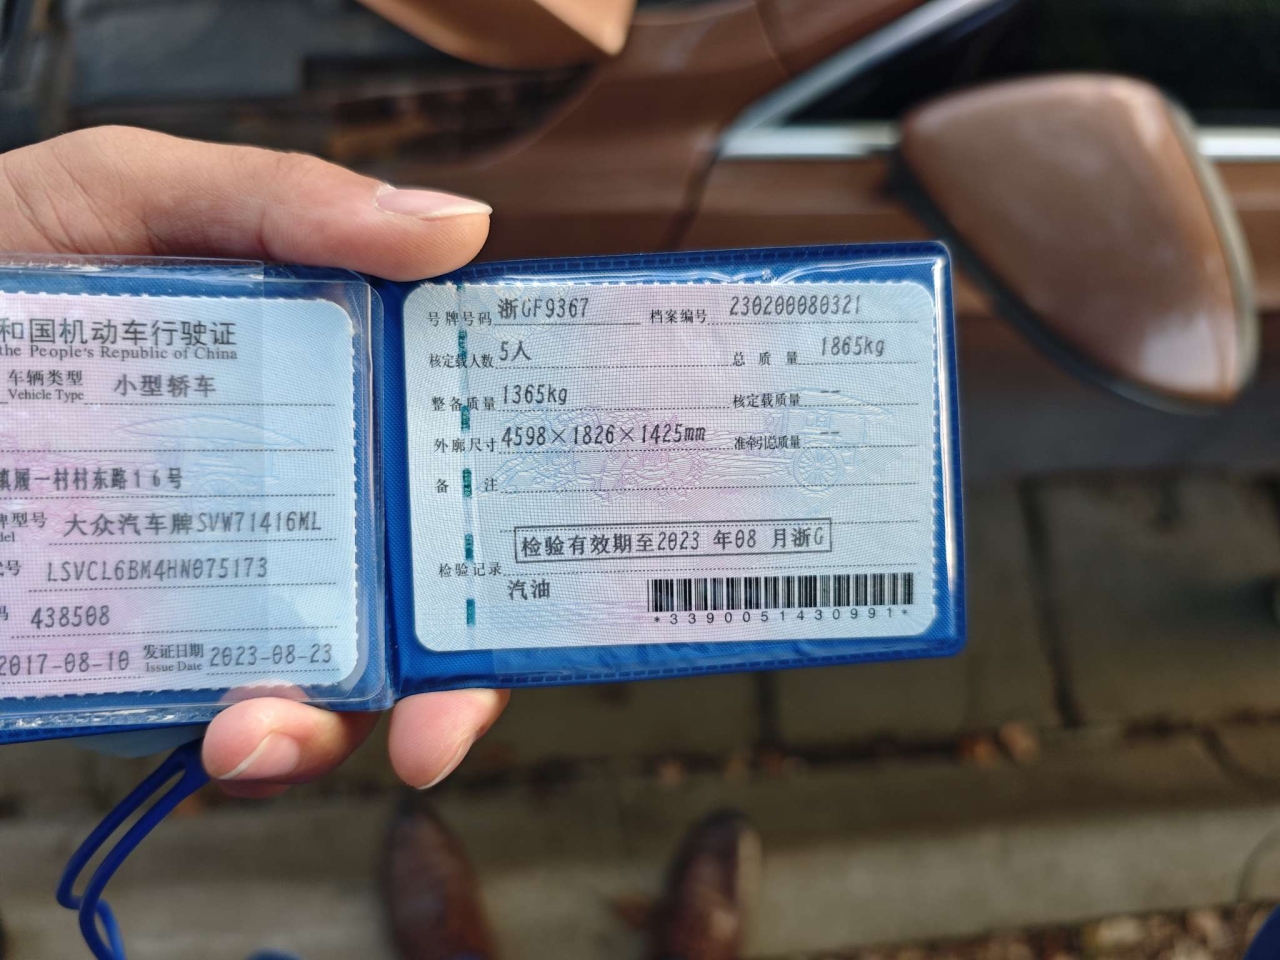 和国机动车行驶证
the People's Republic of China
车辆类型 小型轿车
Vehicle Type
镇履一村村东路16号
牌型号 大众汽车牌SVW71416ML
del
代号 LSVCL6BM4HN075173
码 438508
2017-08-10 发证日期 2023-08-23
Issue Date
号牌号码 浙GF9367 档案编号 230200080321
核定载人数 5人 总质量 1865kg
整备质量 1365kg 核定载质量 --
外廓尺寸 4598×1826×1425mm 准牵引总质量 --
备注
检验有效期至2023 年08 月浙G
检验记录
汽油
*3390051430991*